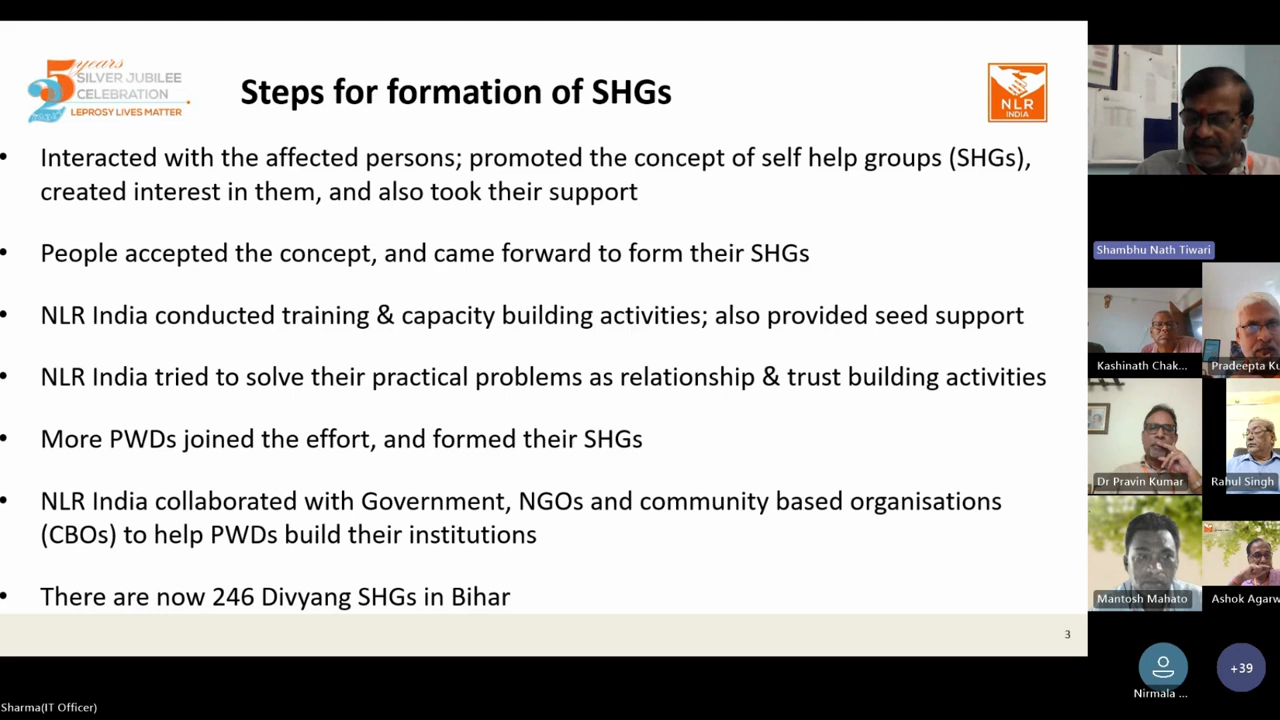 25 years
SILVER JUBILEE
CELEBRATION
LEPROSY LIVES MATTER
Steps for formation of SHGs
NLR
INDIA
• Interacted with the affected persons; promoted the concept of self help groups (SHGs),
created interest in them, and also took their support
• People accepted the concept, and came forward to form their SHGs
• NLR India conducted training & capacity building activities; also provided seed support
• NLR India tried to solve their practical problems as relationship & trust building activities
• More PWDs joined the effort, and formed their SHGs
• NLR India collaborated with Government, NGOs and community based organisations
(CBOs) to help PWDs build their institutions
• There are now 246 Divyang SHGs in Bihar
3
Shambhu Nath Tiwari
Kashinath Chak...
Pradeepta Ku
Dr Pravin Kumar
Rahul Singh
Mantosh Mahato
Ashok Agarw
Nirmala ...
+39
Sharma(IT Officer)